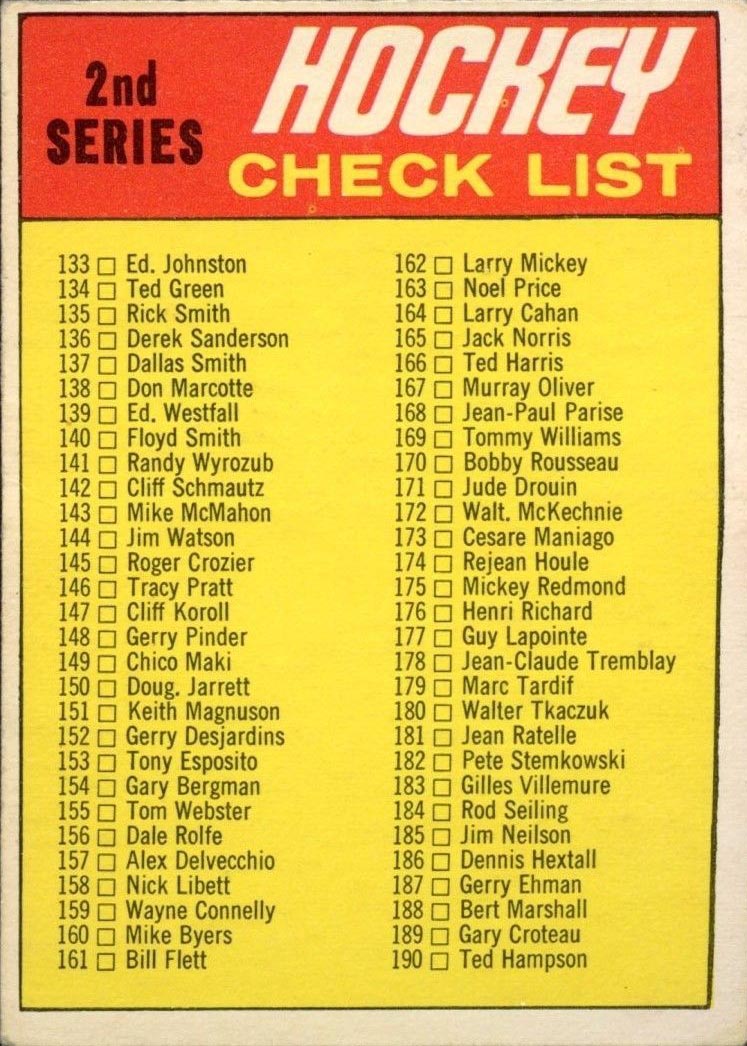 2nd
SERIES
HOCKEY
CHECK LIST
133 Ed. Johnston
134 Ted Green
135 Rick Smith
136 Derek Sanderson
137 Dallas Smith
138 Don Marcotte
139 Ed. Westfall
140 Floyd Smith
141 Randy Wyrozub
142 Cliff Schmautz
143 Mike McMahon
144 Jim Watson
145 Roger Crozier
146 Tracy Pratt
147 Cliff Koroll
148 Gerry Pinder
149 Chico Maki
150 Doug. Jarrett
151 Keith Magnuson
152 Gerry Desjardins
153 Tony Esposito
154 Gary Bergman
155 Tom Webster
156 Dale Rolfe
157 Alex Delvecchio
158 Nick Libett
159 Wayne Connelly
160 Mike Byers
161 Bill Flett
162 Larry Mickey
163 Noel Price
164 Larry Cahan
165 Jack Norris
166 Ted Harris
167 Murray Oliver
168 Jean-Paul Parise
169 Tommy Williams
170 Bobby Rousseau
171 Jude Drouin
172 Walt. McKechnie
173 Cesare Maniago
174 Rejean Houle
175 Mickey Redmond
176 Henri Richard
177 Guy Lapointe
178 Jean-Claude Tremblay
179 Marc Tardif
180 Walter Tkaczuk
181 Jean Ratelle
182 Pete Stemkowski
183 Gilles Villemure
184 Rod Seiling
185 Jim Neilson
186 Dennis Hextall
187 Gerry Ehman
188 Bert Marshall
189 Gary Croteau
190 Ted Hampson